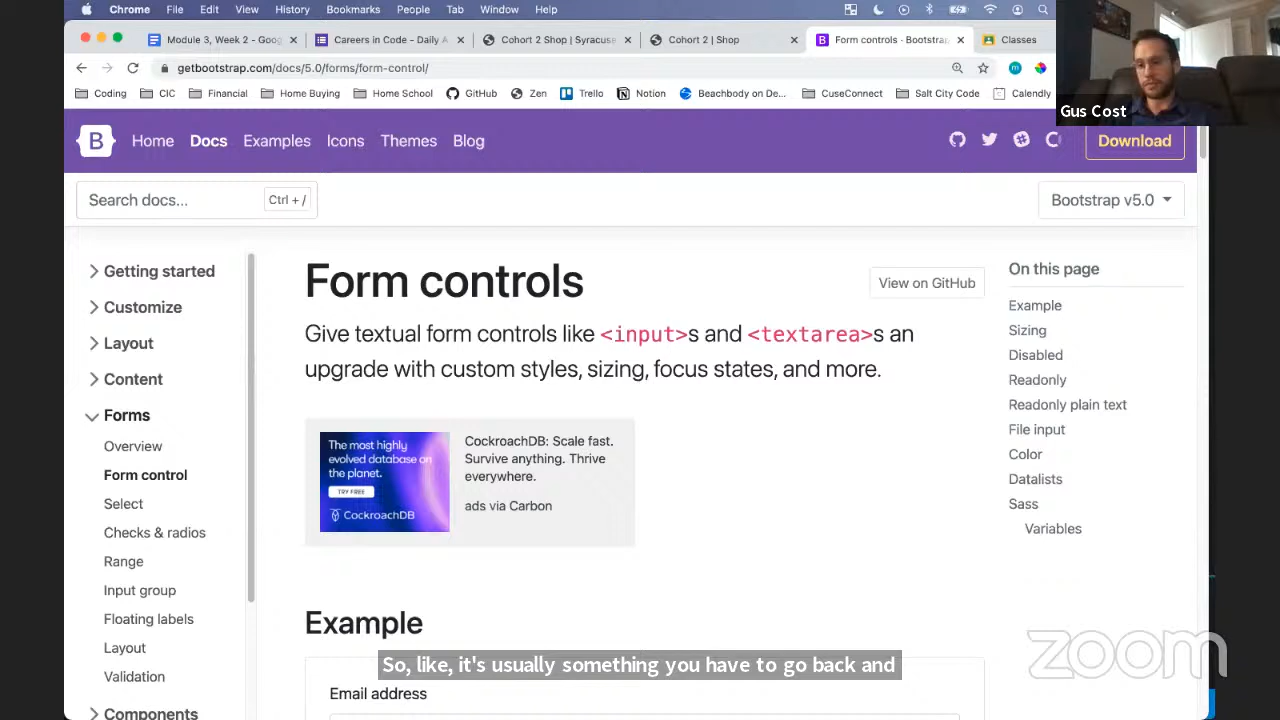 Chrome File Edit View History Bookmarks People Tab Window Help
Module 3, Week 2 - Goog
Careers in Code - Daily A
Cohort 2 Shop | Syracuse
Cohort 2 | Shop
Form controls · Bootstrap
Classes
getbootstrap.com/docs/5.0/forms/form-control/
Coding CIC Financial Home Buying Home School GitHub Zen Trello Notion Beachbody on De... CuseConnect Salt City Code Calendly
Gus Cost
B Home Docs Examples Icons Themes Blog
Download
Search docs... Ctrl + /
Bootstrap v5.0
Getting started
Customize
Layout
Content
Forms
Overview
Form control
Select
Checks & radios
Range
Input group
Floating labels
Layout
Validation
Components
Form controls
View on GitHub
Give textual form controls like <input>s and <textarea>s an
upgrade with custom styles, sizing, focus states, and more.
The most highly
evolved database on
the planet.
TRY FREE
CockroachDB
CockroachDB: Scale fast.
Survive anything. Thrive
everywhere.
ads via Carbon
Example
Email address
On this page
Example
Sizing
Disabled
Readonly
Readonly plain text
File input
Color
Datalists
Sass
Variables
So, like, it's usually something you have to go back and
zoom